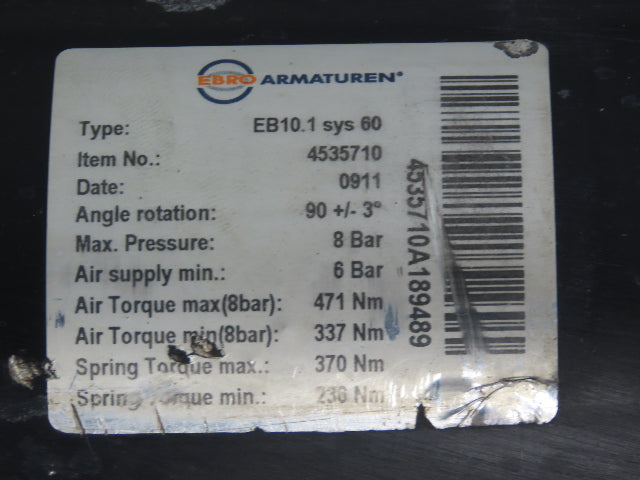 EBRO ARMATUREN®
Type: EB10.1 sys 60
Item No.: 4535710
Date: 0911
Angle rotation: 90 +/- 3°
Max. Pressure: 8 Bar
Air supply min.: 6 Bar
Air Torque max(8bar): 471 Nm
Air Torque min(8bar): 337 Nm
Spring Torque max.: 370 Nm
Spring Torque min.: 236 Nm
4535710A189489